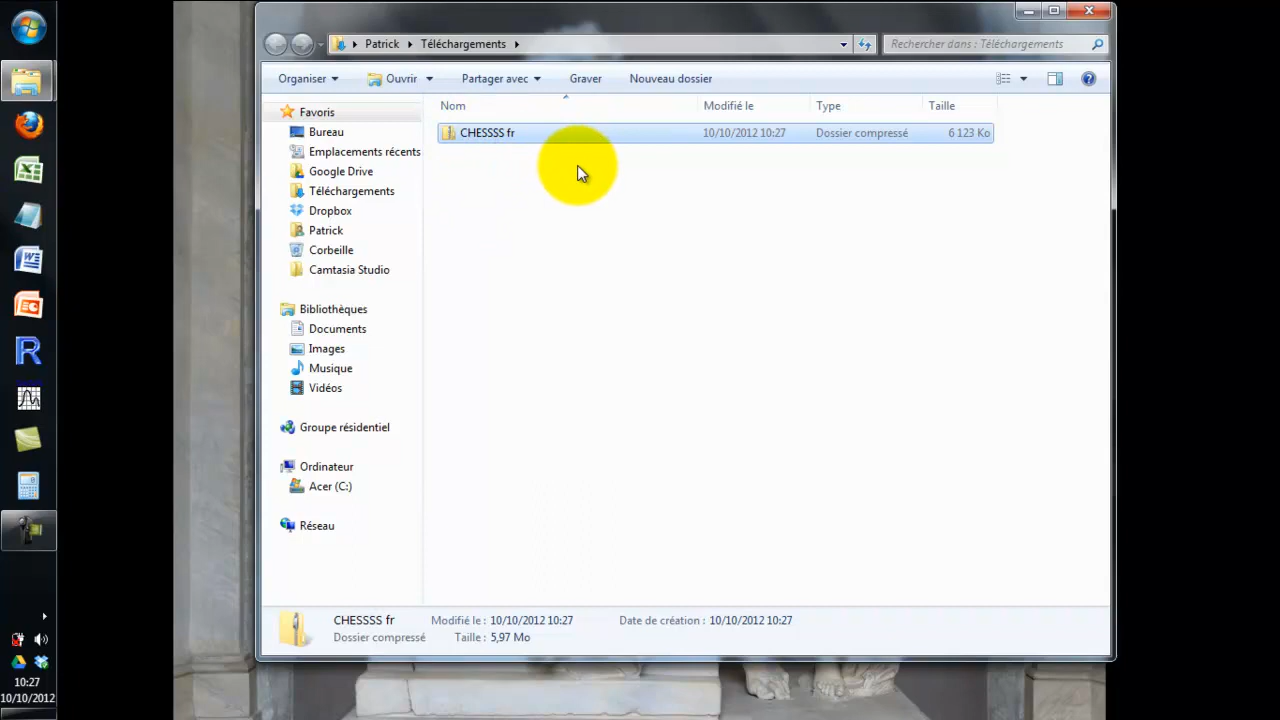 Patrick Téléchargements
Rechercher dans : Téléchargements
Organiser Ouvrir Partager avec Graver Nouveau dossier
Nom Modifié le Type Taille
CHESSSS fr 10/10/2012 10:27 Dossier compressé 6 123 Ko
Favoris
Bureau
Emplacements récents
Google Drive
Téléchargements
Dropbox
Patrick
Corbeille
Camtasia Studio
Bibliothèques
Documents
Images
Musique
Vidéos
Groupe résidentiel
Ordinateur
Acer (C:)
Réseau
CHESSSS fr Modifié le : 10/10/2012 10:27 Date de création : 10/10/2012 10:27
Dossier compressé Taille : 5,97 Mo
10:27
10/10/2012